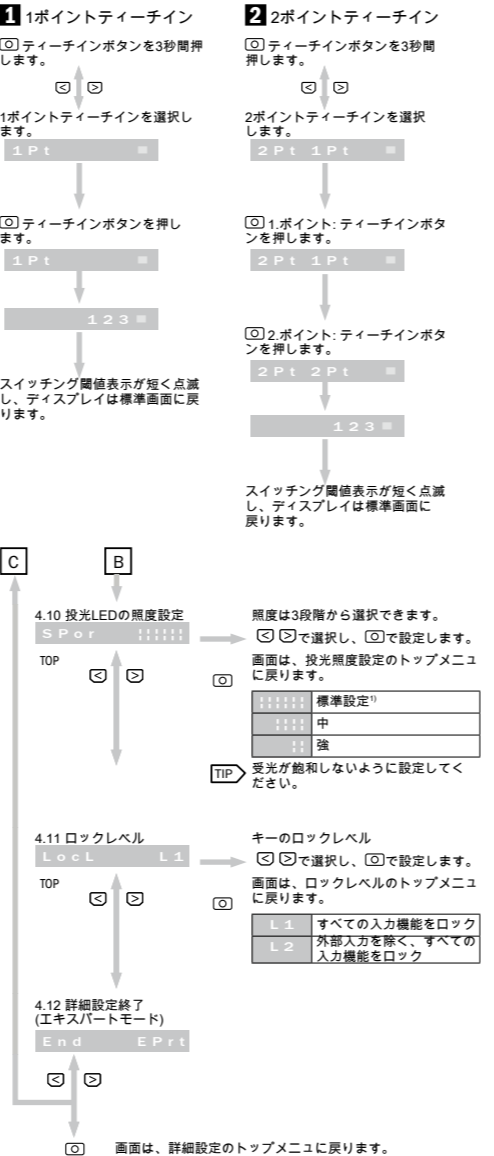 1 1ポイントティーチイン
ティーチインボタンを3秒間押
します。
< >
1ポイントティーチインを選択し
ます。
1Pt
ティーチインボタンを押し
ます。
1Pt
123
スイッチング閾値表示が短く点滅
し、ディスプレイは標準画面に戻
ります。
2 2ポイントティーチイン
ティーチインボタンを3秒間
押します。
< >
2ポイントティーチインを選択
します。
2Pt 1Pt
1.ポイント: ティーチインボタ
ンを押します。
2Pt 1Pt
2.ポイント: ティーチインボタ
ンを押します。
2Pt 2Pt
123
スイッチング閾値表示が短く点滅
し、ディスプレイは標準画面に
戻ります。
C B
4.10 投光LEDの照度設定
SPor
TOP
< >
照度は3段階から選択できます。
< >で選択し、Oで設定します。
画面は、投光照度設定のトップメニュ
に戻ります。
標準設定1)
中
強
TIP 受光が飽和しないように設定してく
ださい。
4.11 ロックレベル
LocL L1
TOP
< >
キーのロックレベル
< >で選択し、Oで設定します。
画面は、ロックレベルのトップメニュ
に戻ります。
L1 すべての入力機能をロック
L2 外部入力を除く、すべての
入力機能をロック
4.12 詳細設定終了
(エキスパートモード)
End EPrt
< >
画面は、詳細設定のトップメニュに戻ります。